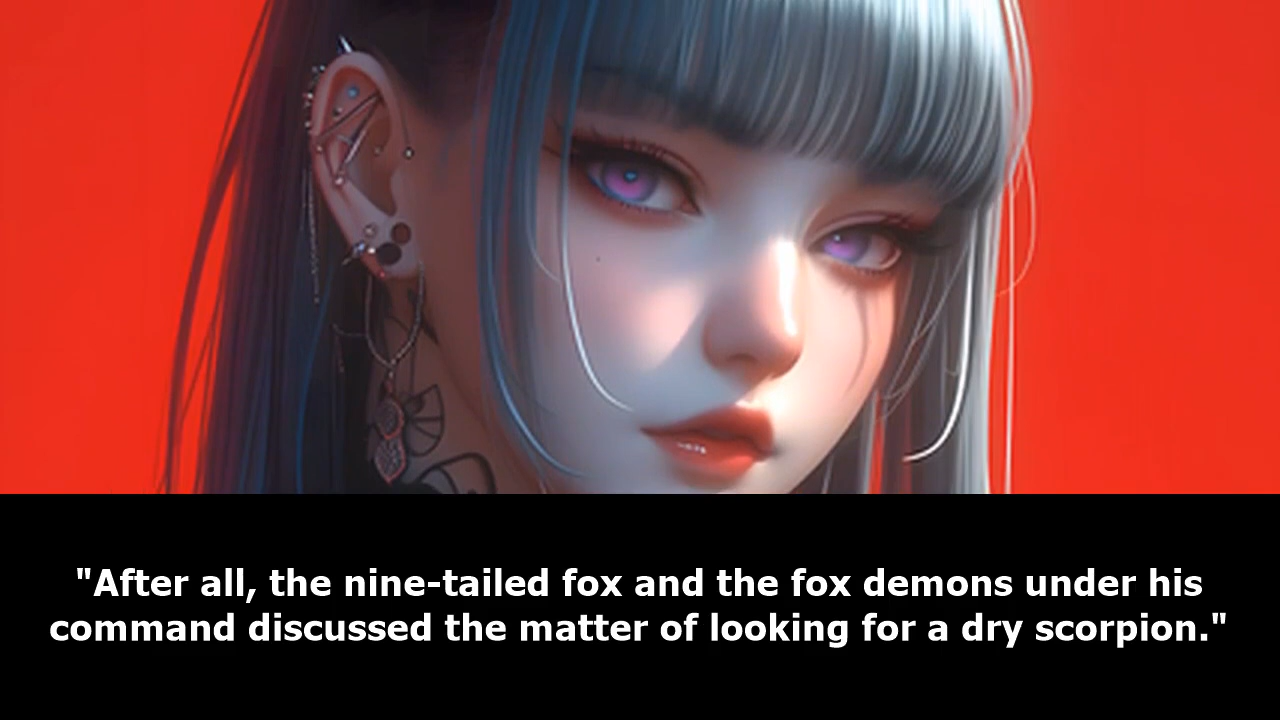 "After all, the nine-tailed fox and the fox demons under his
command discussed the matter of looking for a dry scorpion."